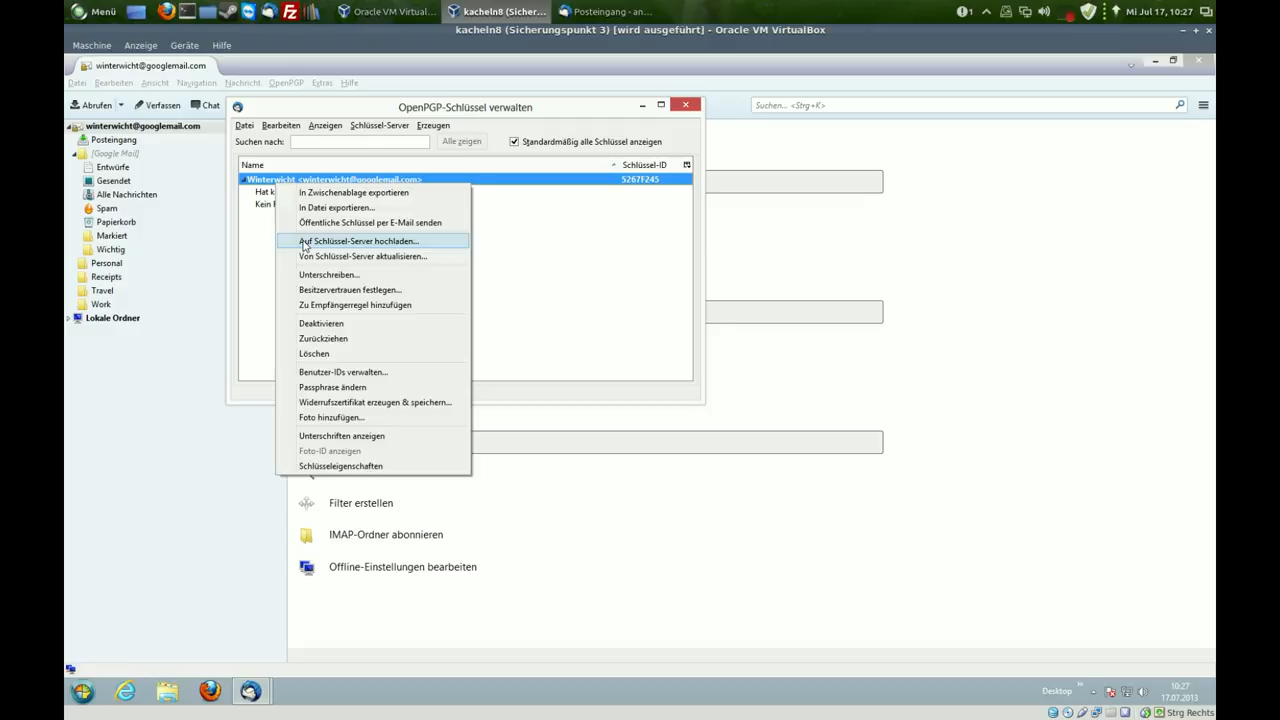 Menü
Oracle VM Virtual...
kacheln8 (Sicher...
Posteingang - an...
1
Mi Jul 17, 10:27
kacheln8 (Sicherungspunkt 3) [wird ausgeführt] - Oracle VM VirtualBox
Maschine Anzeige Geräte Hilfe
winterwicht@googlemail.com
Datei Bearbeiten Ansicht Navigation Nachricht OpenPGP Extras Hilfe
Abrufen Verfassen Chat
Suchen... <Strg+K>
winterwicht@googlemail.com
Posteingang
[Google Mail]
Entwürfe
Gesendet
Alle Nachrichten
Spam
Papierkorb
Markiert
Wichtig
Personal
Receipts
Travel
Work
Lokale Ordner
OpenPGP-Schlüssel verwalten
Datei Bearbeiten Anzeigen Schlüssel-Server Erzeugen
Suchen nach: Alle zeigen Standardmäßig alle Schlüssel anzeigen
Name Schlüssel-ID
Winterwicht <winterwicht@googlemail.com> 5267F245
Hat k
Kein
In Zwischenablage exportieren
In Datei exportieren...
Öffentliche Schlüssel per E-Mail senden
Auf Schlüssel-Server hochladen...
Von Schlüssel-Server aktualisieren...
Unterschreiben...
Besitzervertrauen festlegen...
Zu Empfängerregel hinzufügen
Deaktivieren
Zurückziehen
Löschen
Benutzer-IDs verwalten...
Passphrase ändern
Widerrufszertifikat erzeugen & speichern...
Foto hinzufügen...
Unterschriften anzeigen
Foto-ID anzeigen
Schlüsseleigenschaften
Filter erstellen
IMAP-Ordner abonnieren
Offline-Einstellungen bearbeiten
Desktop
10:27
17.07.2013
Strg Rechts